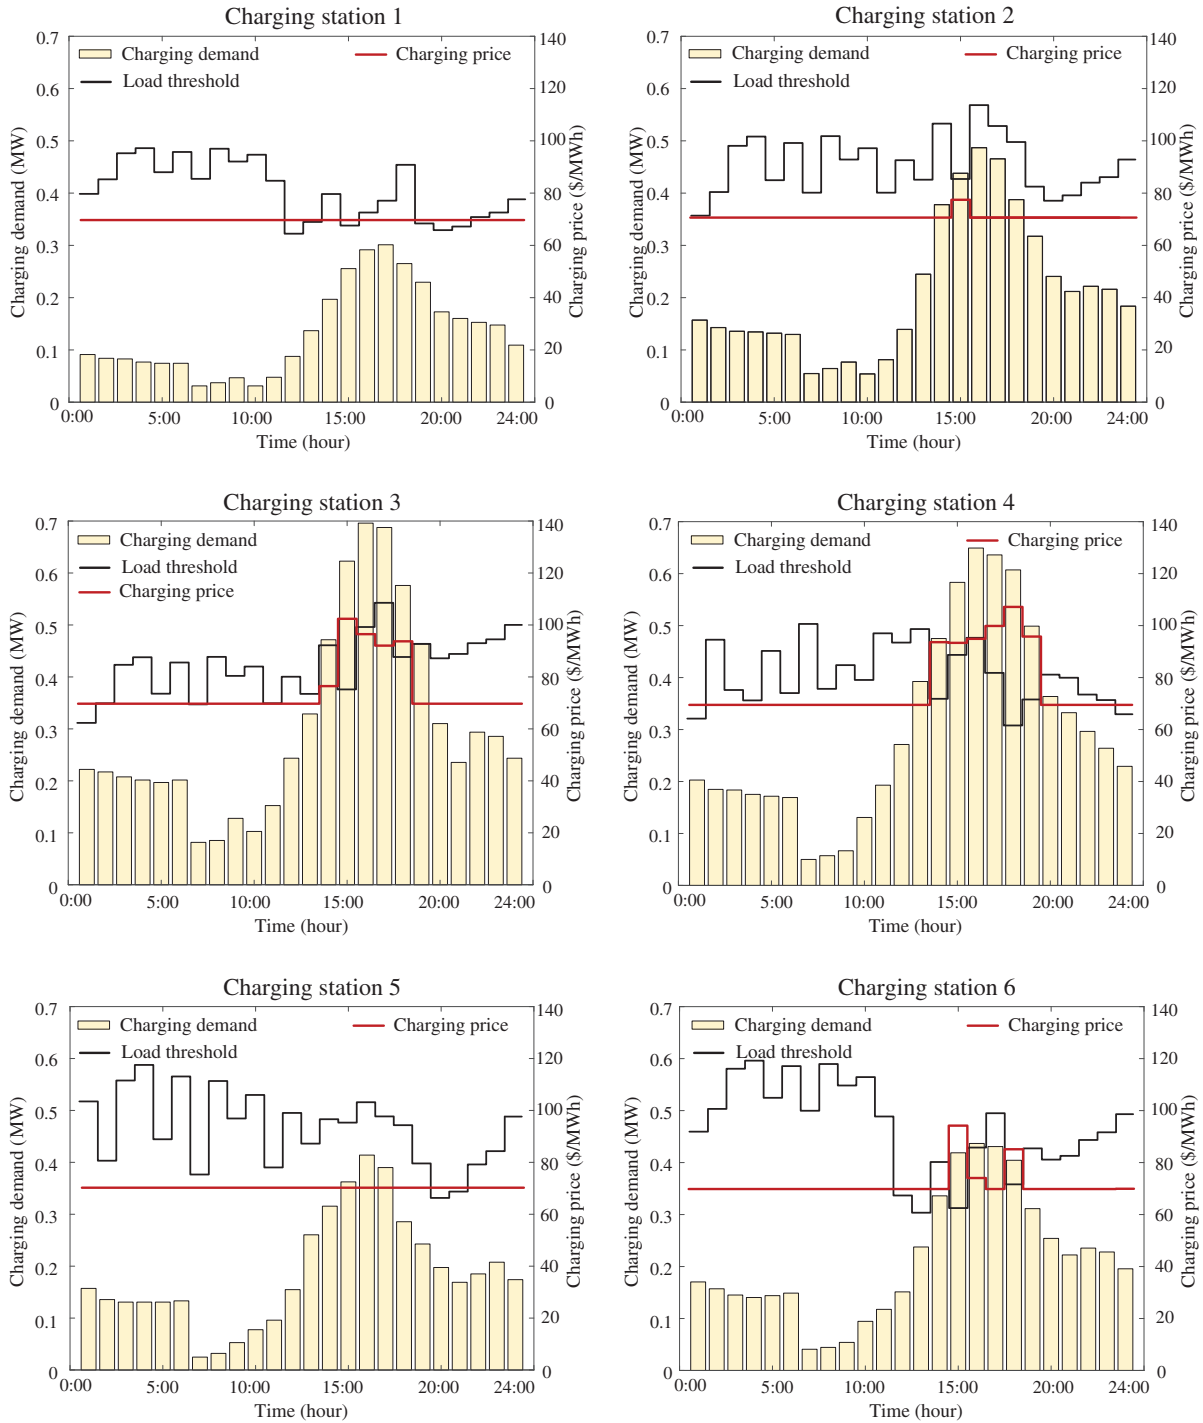 Charging station 1
0.7
0.6
0.5
0.4
0.3
0.2
0.1
0
140
120
100
80
60
40
20
0
Charging demand
Charging price
Load threshold
Charging demand (MW)
Charging price ($/MWh)
0:00 5:00 10:00 15:00 20:00 24:00
Time (hour)
Charging station 2
0.7
0.6
0.5
0.4
0.3
0.2
0.1
0
140
120
100
80
60
40
20
0
Charging demand
Charging price
Load threshold
Charging demand (MW)
Charging price ($/MWh)
0:00 5:00 10:00 15:00 20:00 24:00
Time (hour)
Charging station 3
0.7
0.6
0.5
0.4
0.3
0.2
0.1
0
140
120
100
80
60
40
20
0
Charging demand
Load threshold
Charging price
Charging demand (MW)
Charging price ($/MWh)
0:00 5:00 10:00 15:00 20:00 24:00
Time (hour)
Charging station 4
0.7
0.6
0.5
0.4
0.3
0.2
0.1
0
140
120
100
80
60
40
20
0
Charging demand
Charging price
Load threshold
Charging demand (MW)
Charging price ($/MWh)
0:00 5:00 10:00 15:00 20:00 24:00
Time (hour)
Charging station 5
0.7
0.6
0.5
0.4
0.3
0.2
0.1
0
140
120
100
80
60
40
20
0
Charging demand
Charging price
Load threshold
Charging demand (MW)
Charging price ($/MWh)
0:00 5:00 10:00 15:00 20:00 24:00
Time (hour)
Charging station 6
0.7
0.6
0.5
0.4
0.3
0.2
0.1
0
140
120
100
80
60
40
20
0
Charging demand
Charging price
Load threshold
Charging demand (MW)
Charging price ($/MWh)
0:00 5:00 10:00 15:00 20:00 24:00
Time (hour)